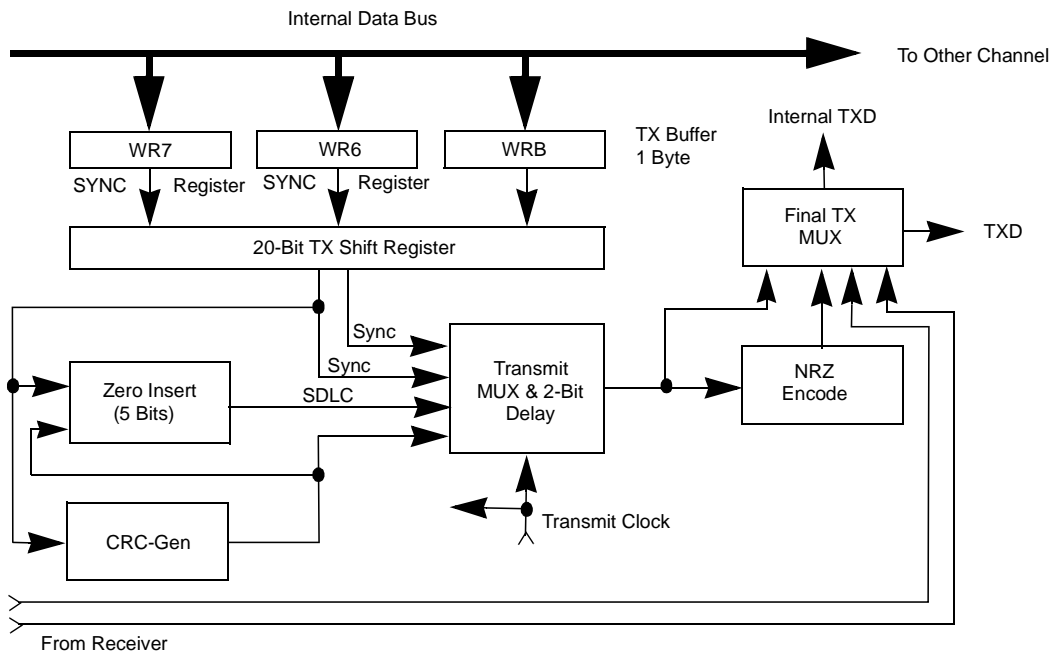 Internal Data Bus
To Other Channel
Internal TXD
TX Buffer
1 Byte
WR7
WR6
WRB
SYNC Register
SYNC Register
Final TX
MUX
TXD
20-Bit TX Shift Register
Sync
Sync
SDLC
Zero Insert
(5 Bits)
Transmit
MUX & 2-Bit
Delay
NRZ
Encode
CRC-Gen
Transmit Clock
From Receiver